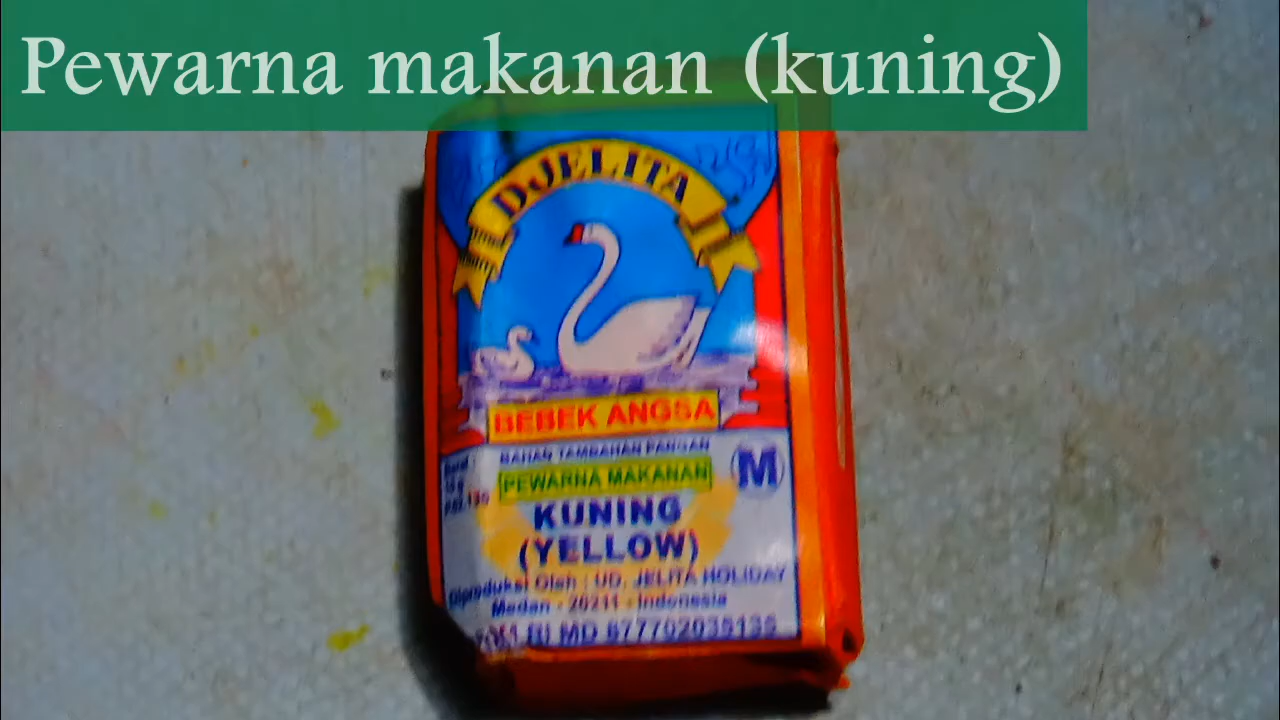 Pewarna makanan (kuning)
DJELITA
BEBEK ANGSA
BAHAN TAMBAHAN PANGAN
PEWARNA MAKANAN
M
KUNING
(YELLOW)
Diproduksi Oleh : UD. JELITA HOLIDAY
Medan - 20211 - Indonesia
RI MD